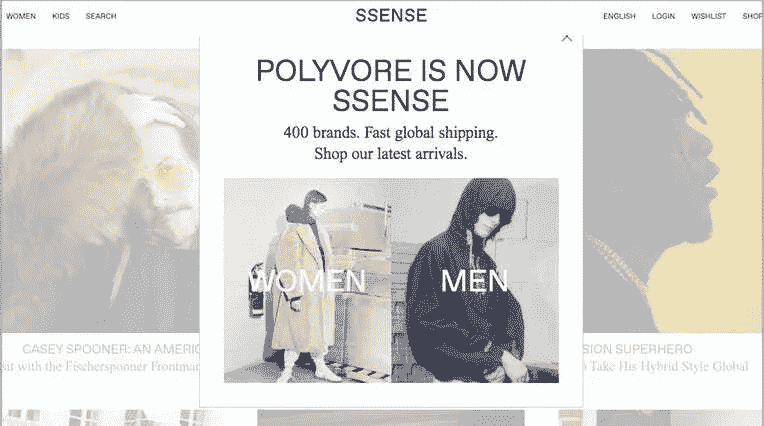 WOMEN KIDS SEARCH SSENSE ENGLISH LOGIN WISHLIST SHOP
POLYVORE IS NOW
SSENSE
400 brands. Fast global shipping.
Shop our latest arrivals.
WOMEN MEN
CASEY SPOONER: AN AMERIC
SION SUPERHERO
sit with the Fischerspooner Frontman
Take His Hybrid Style Global